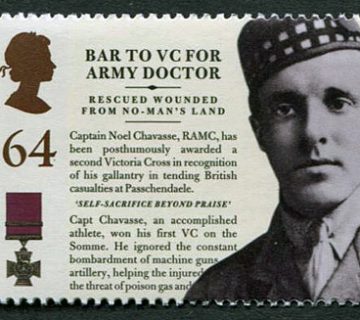 BAR TO VC FOR
ARMY DOCTOR
RESCUED WOUNDED
FROM NO-MAN'S LAND
64
Captain Noel Chavasse, RAMC, has
been posthumously awarded a
second Victoria Cross in recognition
of his gallantry in tending British
casualties at Passchendaele.
'SELF-SACRIFICE BEYOND PRAISE'
Capt Chavasse, an accomplished
athlete, won his first VC on the
Somme. He ignored the constant
bombardment of machine guns
artillery, helping the injured
the threat of poison gas and